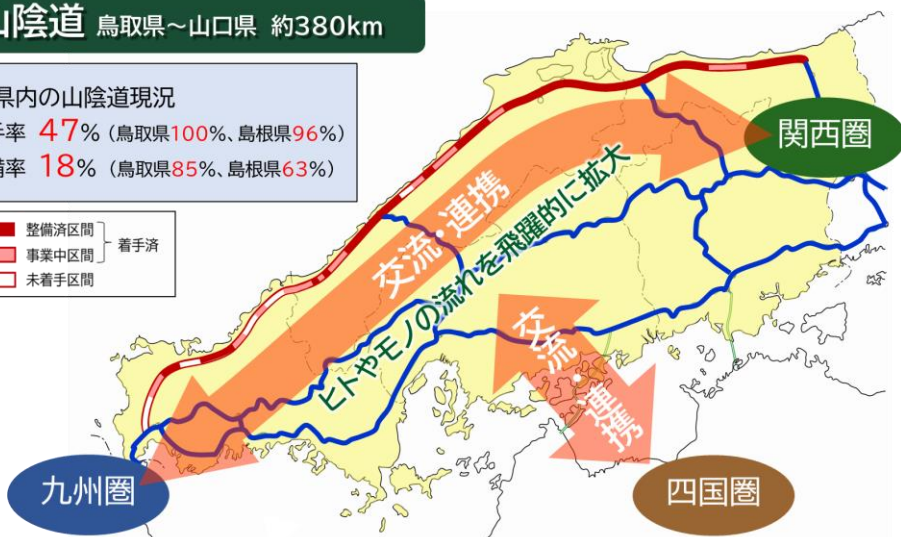 山陰道 鳥取県～山口県 約380km
県内の山陰道現況
手率 47% (鳥取県100%、島根県96%)
備率 18% (鳥取県85%、島根県63%)
整備済区間
事業中区間
着手済
未着手区間
関西圏
交流・連携
ヒトやモノの流れを飛躍的に拡大
交流・連携
九州圏
四国圏